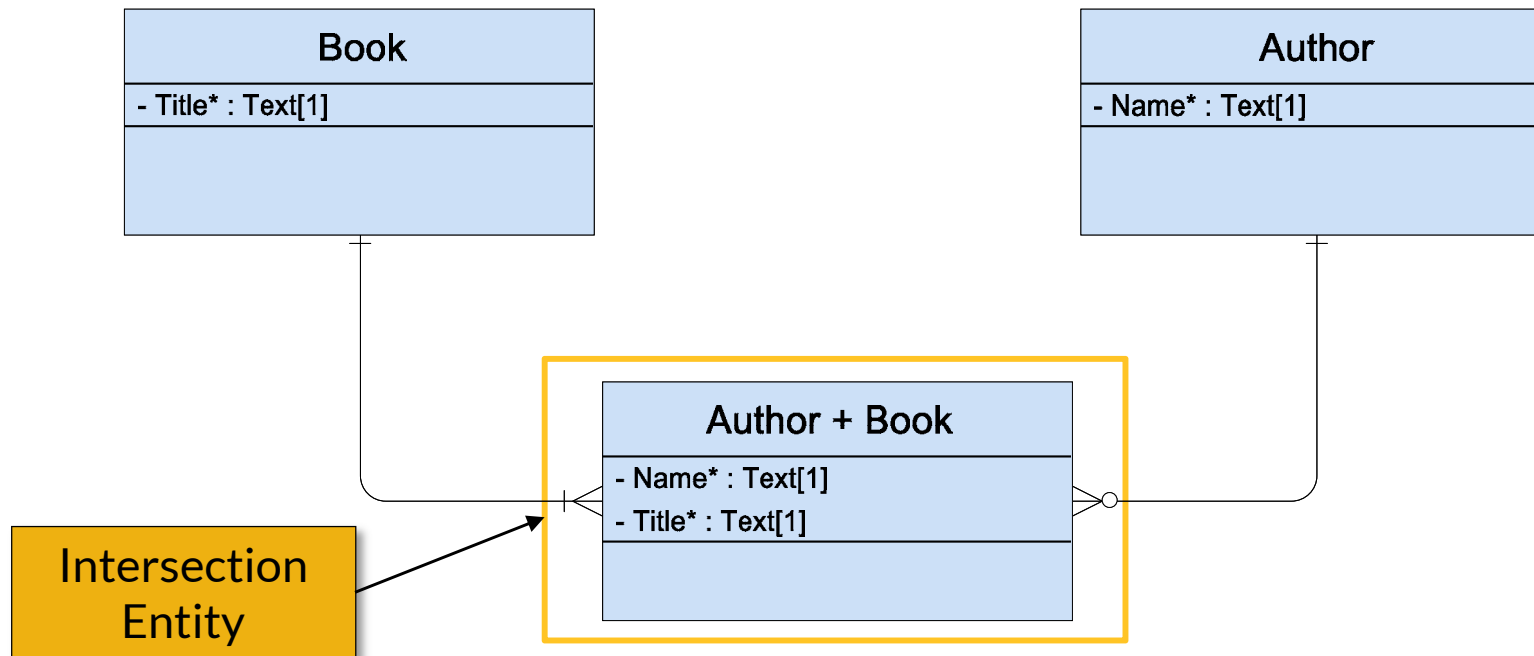 Book
- Title* : Text[1]
Author
- Name* : Text[1]
Author + Book
- Name* : Text[1]
- Title* : Text[1]
Intersection
Entity